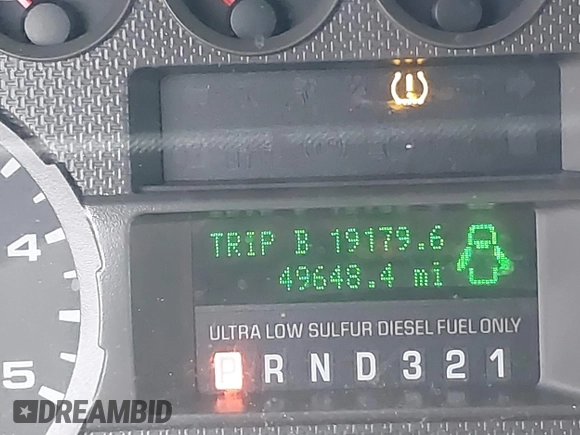 TRIP B 19179.6
49648.4 mi
ULTRA LOW SULFUR DIESEL FUEL ONLY
P R N D 3 2 1
4
5
DREAMBID